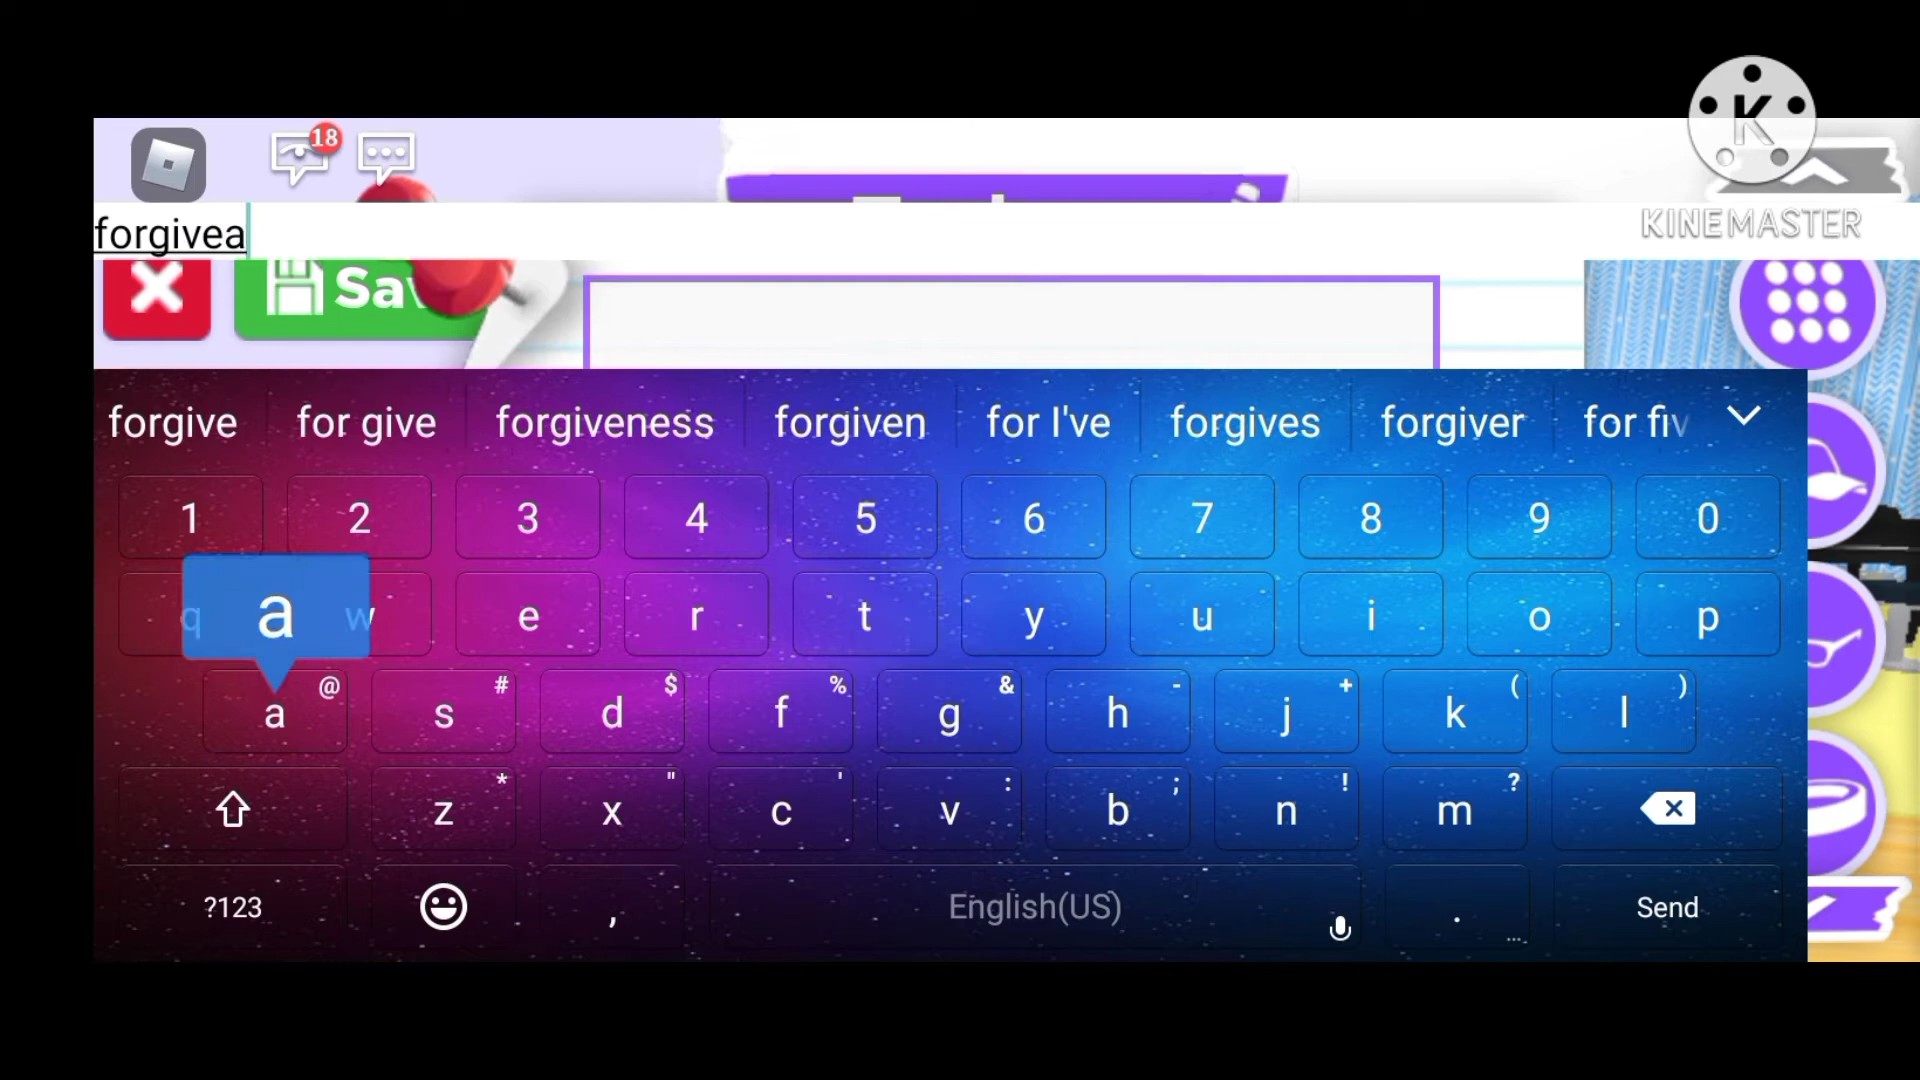 18
forgivea
KINEMASTER
Sav
forgive for give forgiveness forgiven for I've forgives forgiver for fiv
1 2 3 4 5 6 7 8 9 0
q a w e r t y u i o p
@ # $ % & - + ( )
a s d f g h j k l
* " ' : ; ! ?
z x c v b n m
?123 , English(US) . ... Send